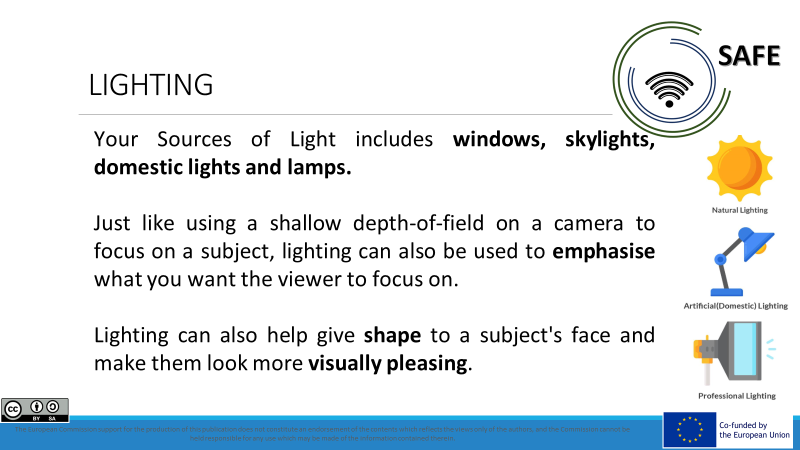 SAFE
LIGHTING
Your Sources of Light includes windows, skylights,
domestic lights and lamps.
Just like using a shallow depth-of-field on a camera to
focus on a subject, lighting can also be used to emphasise
what you want the viewer to focus on.
Lighting can also help give shape to a subject's face and
make them look more visually pleasing.
Natural Lighting
Artificial(Domestic) Lighting
Professional Lighting
cc
BY SA
The European Commission support for the production of this publication does not constitute an endorsement of the contents which reflects the views only of the authors, and the Commission cannot be
held responsible for any use which may be made of the information contained therein.
Co-funded by
the European Union